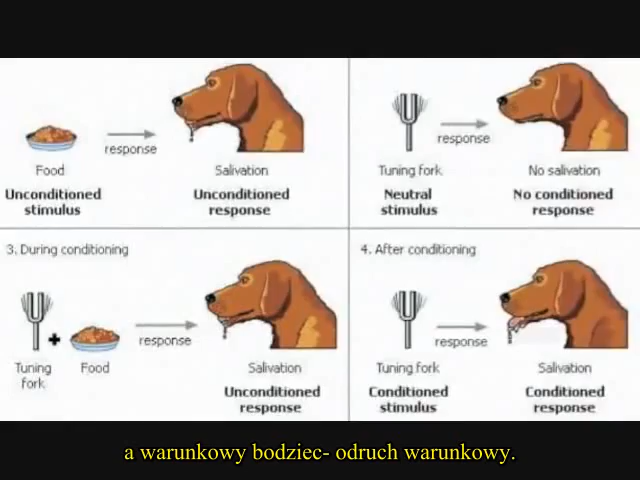 response
Food
Salivation
Unconditioned
stimulus
Unconditioned
response
response
Tuning fork
No salivation
Neutral
stimulus
No conditioned
response
3. During conditioning
+
response
Tuning
fork
Food
Salivation
Unconditioned
response
4. After conditioning
response
Tuning fork
Salivation
Conditioned
stimulus
Conditioned
response
a warunkowy bodziec- odruch warunkowy.